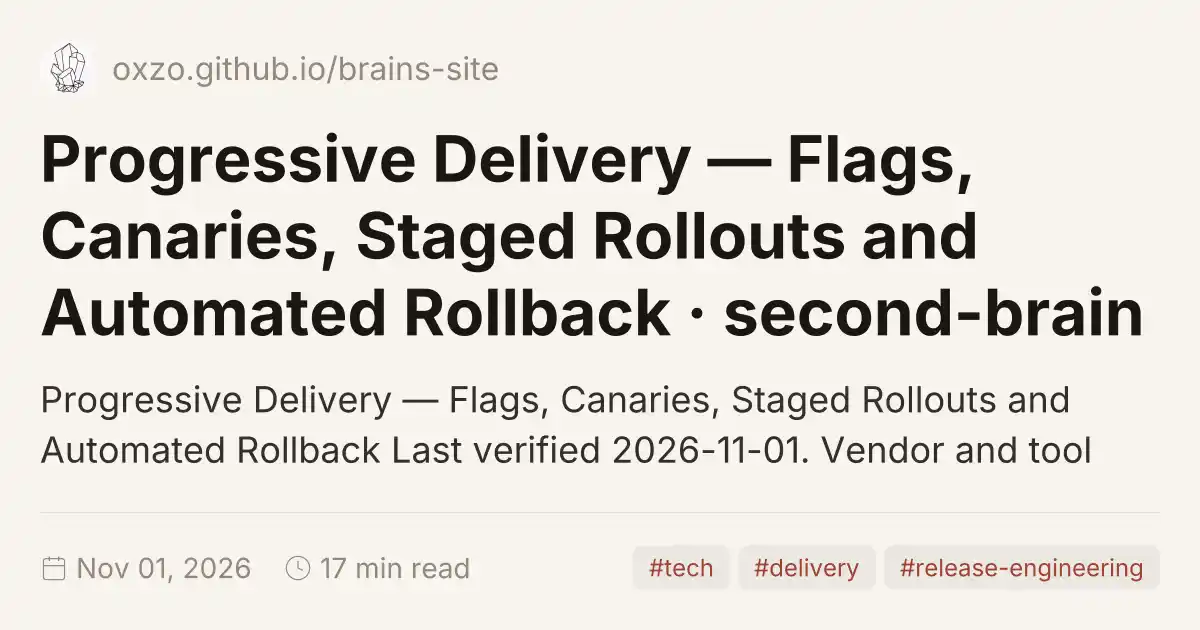 oxzo.github.io/brains-site
Progressive Delivery — Flags,
Canaries, Staged Rollouts and
Automated Rollback · second-brain
Progressive Delivery — Flags, Canaries, Staged Rollouts and
Automated Rollback Last verified 2026-11-01. Vendor and tool
Nov 01, 2026 17 min read #tech #delivery #release-engineering